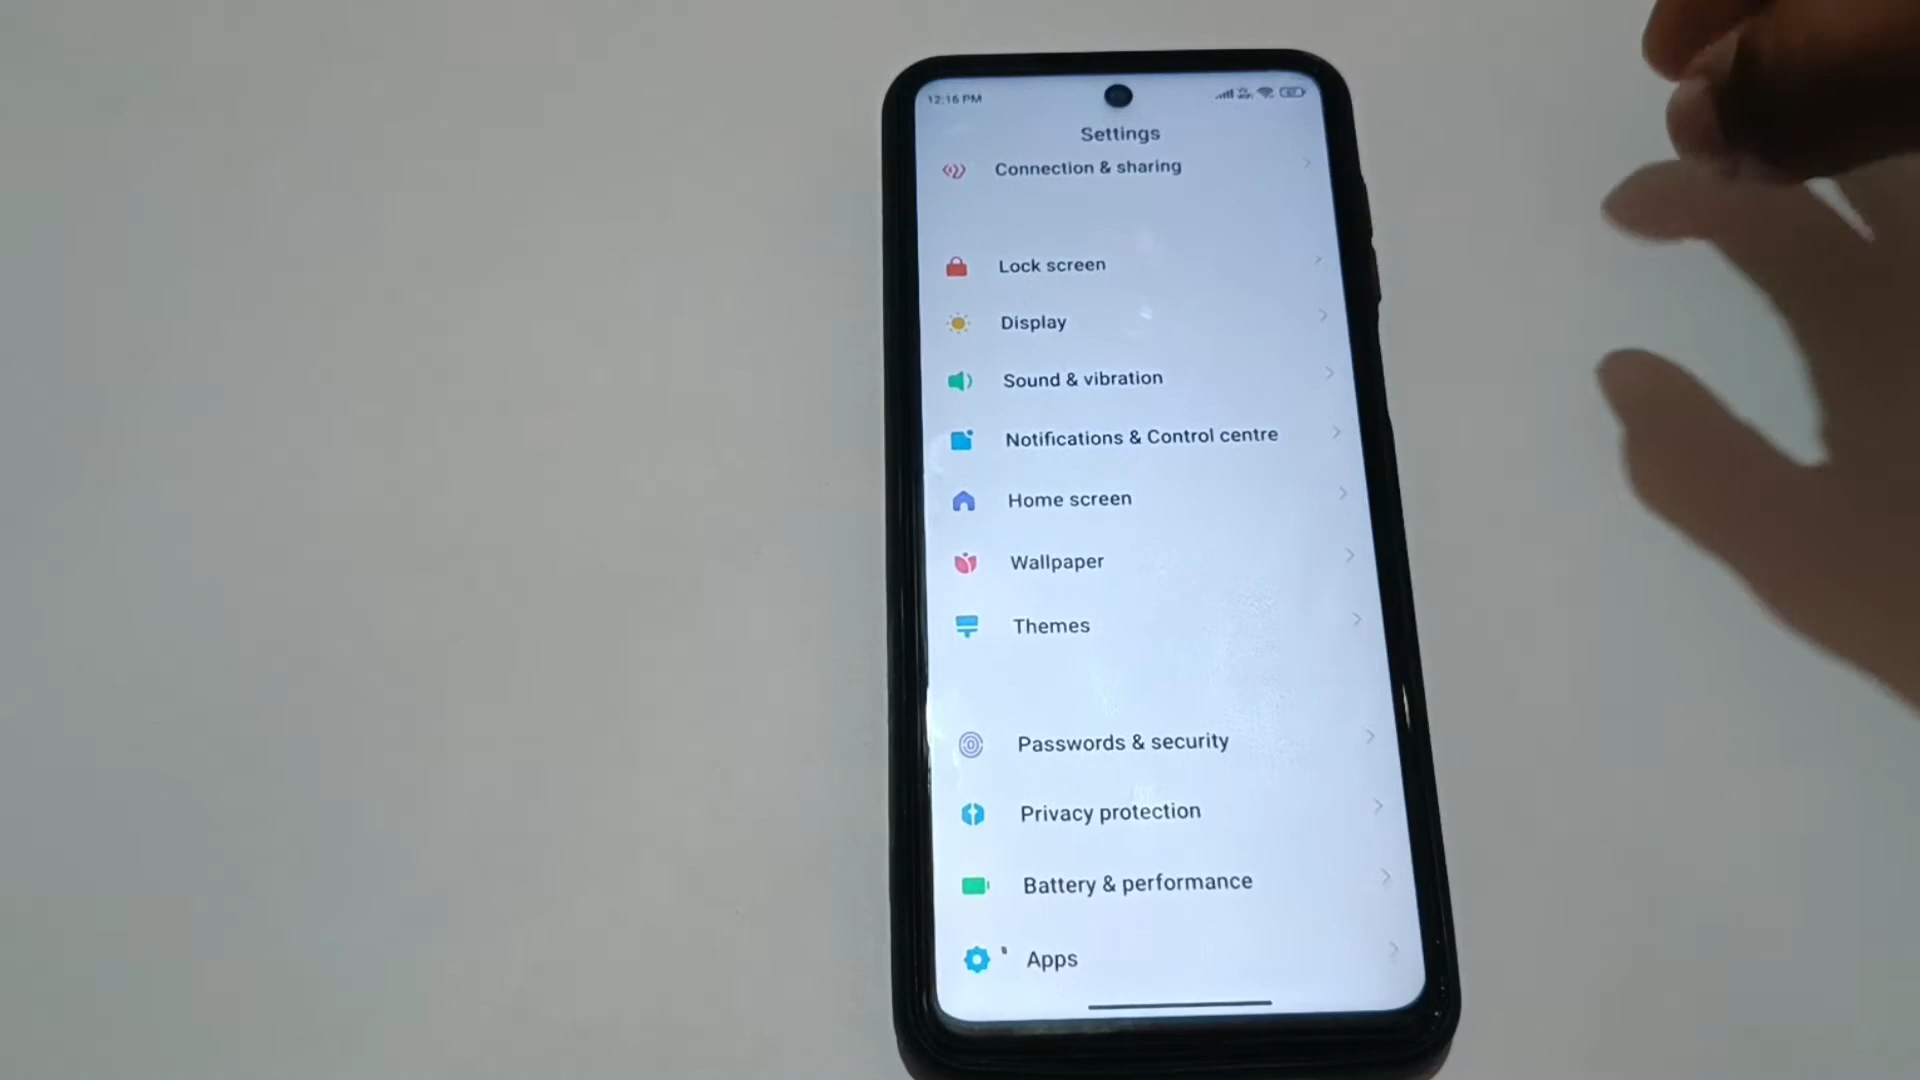 12:16 PM
Settings
Connection & sharing
Lock screen
Display
Sound & vibration
Notifications & Control centre
Home screen
Wallpaper
Themes
Passwords & security
Privacy protection
Battery & performance
Apps